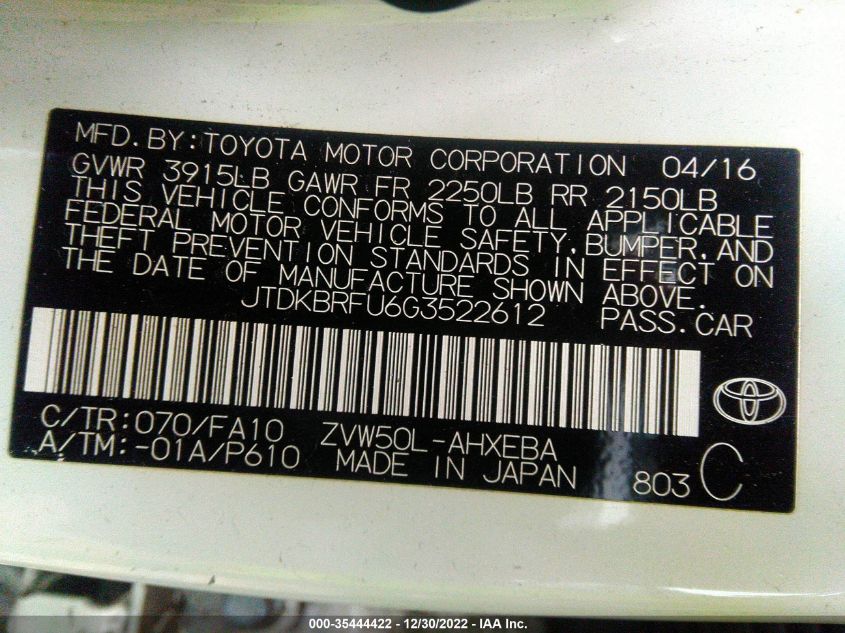 MFD.BY:TOYOTA MOTOR CORPORATION 04/16
GVWR 3915LB GAWR FR 2250LB RR 2150LB
THIS VEHICLE CONFORMS TO ALL APPLICABLE
FEDERAL MOTOR VEHICLE SAFETY,BUMPER,AND
THEFT PREVENTION STANDARDS IN EFFECT ON
THE DATE OF MANUFACTURE SHOWN ABOVE.
JTDKBRFU6G3522612 PASS.CAR
C/TR:070/FA10 ZVW50L-AHXEBA
A/TM:-01A/P610 MADE IN JAPAN 803 C
000-35444422 - 12/30/2022 - IAA Inc.